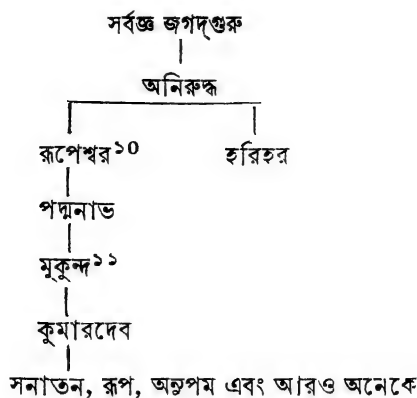 সর্বজ্ঞ জগদ্‌গুরু
অনিরুদ্ধ
রূপেশ্বর১০ হরিহর
পদ্মনাভ
মুকুন্দ১১
কুমারদেব
সনাতন, রূপ, অনুপম এবং আরও অনেকে